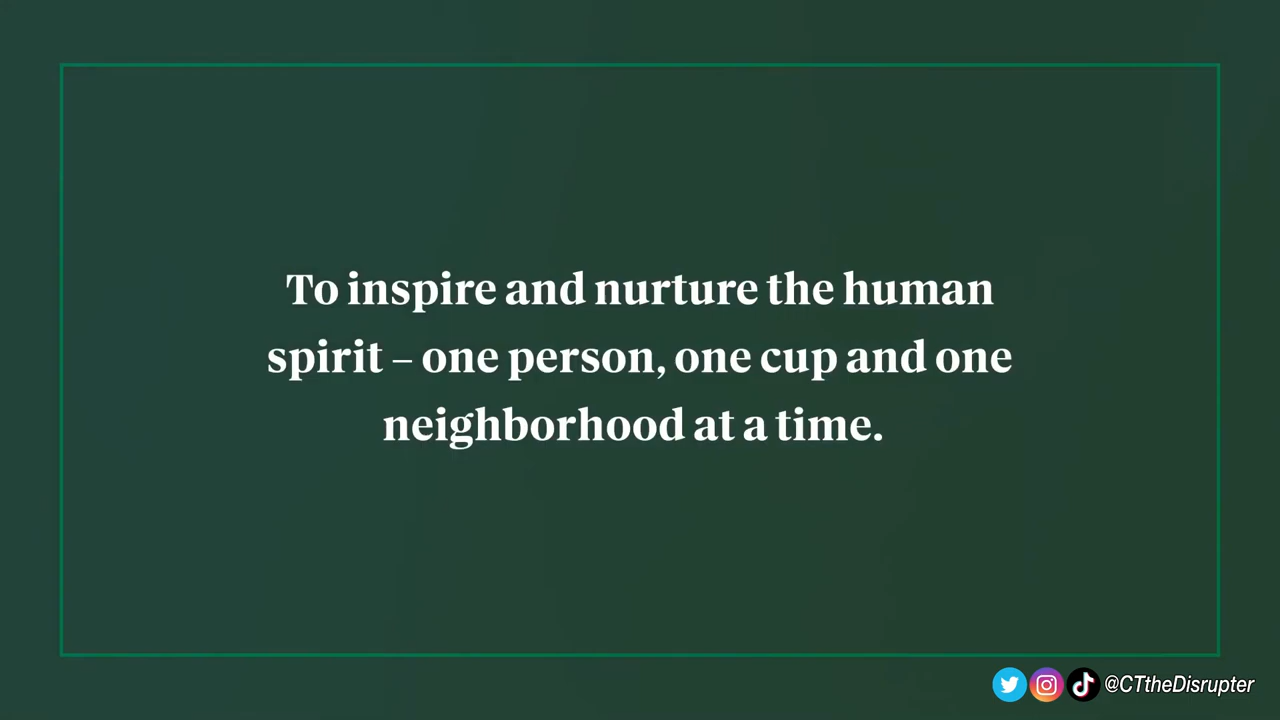 To inspire and nurture the human
spirit – one person, one cup and one
neighborhood at a time.
@CTtheDisrupter